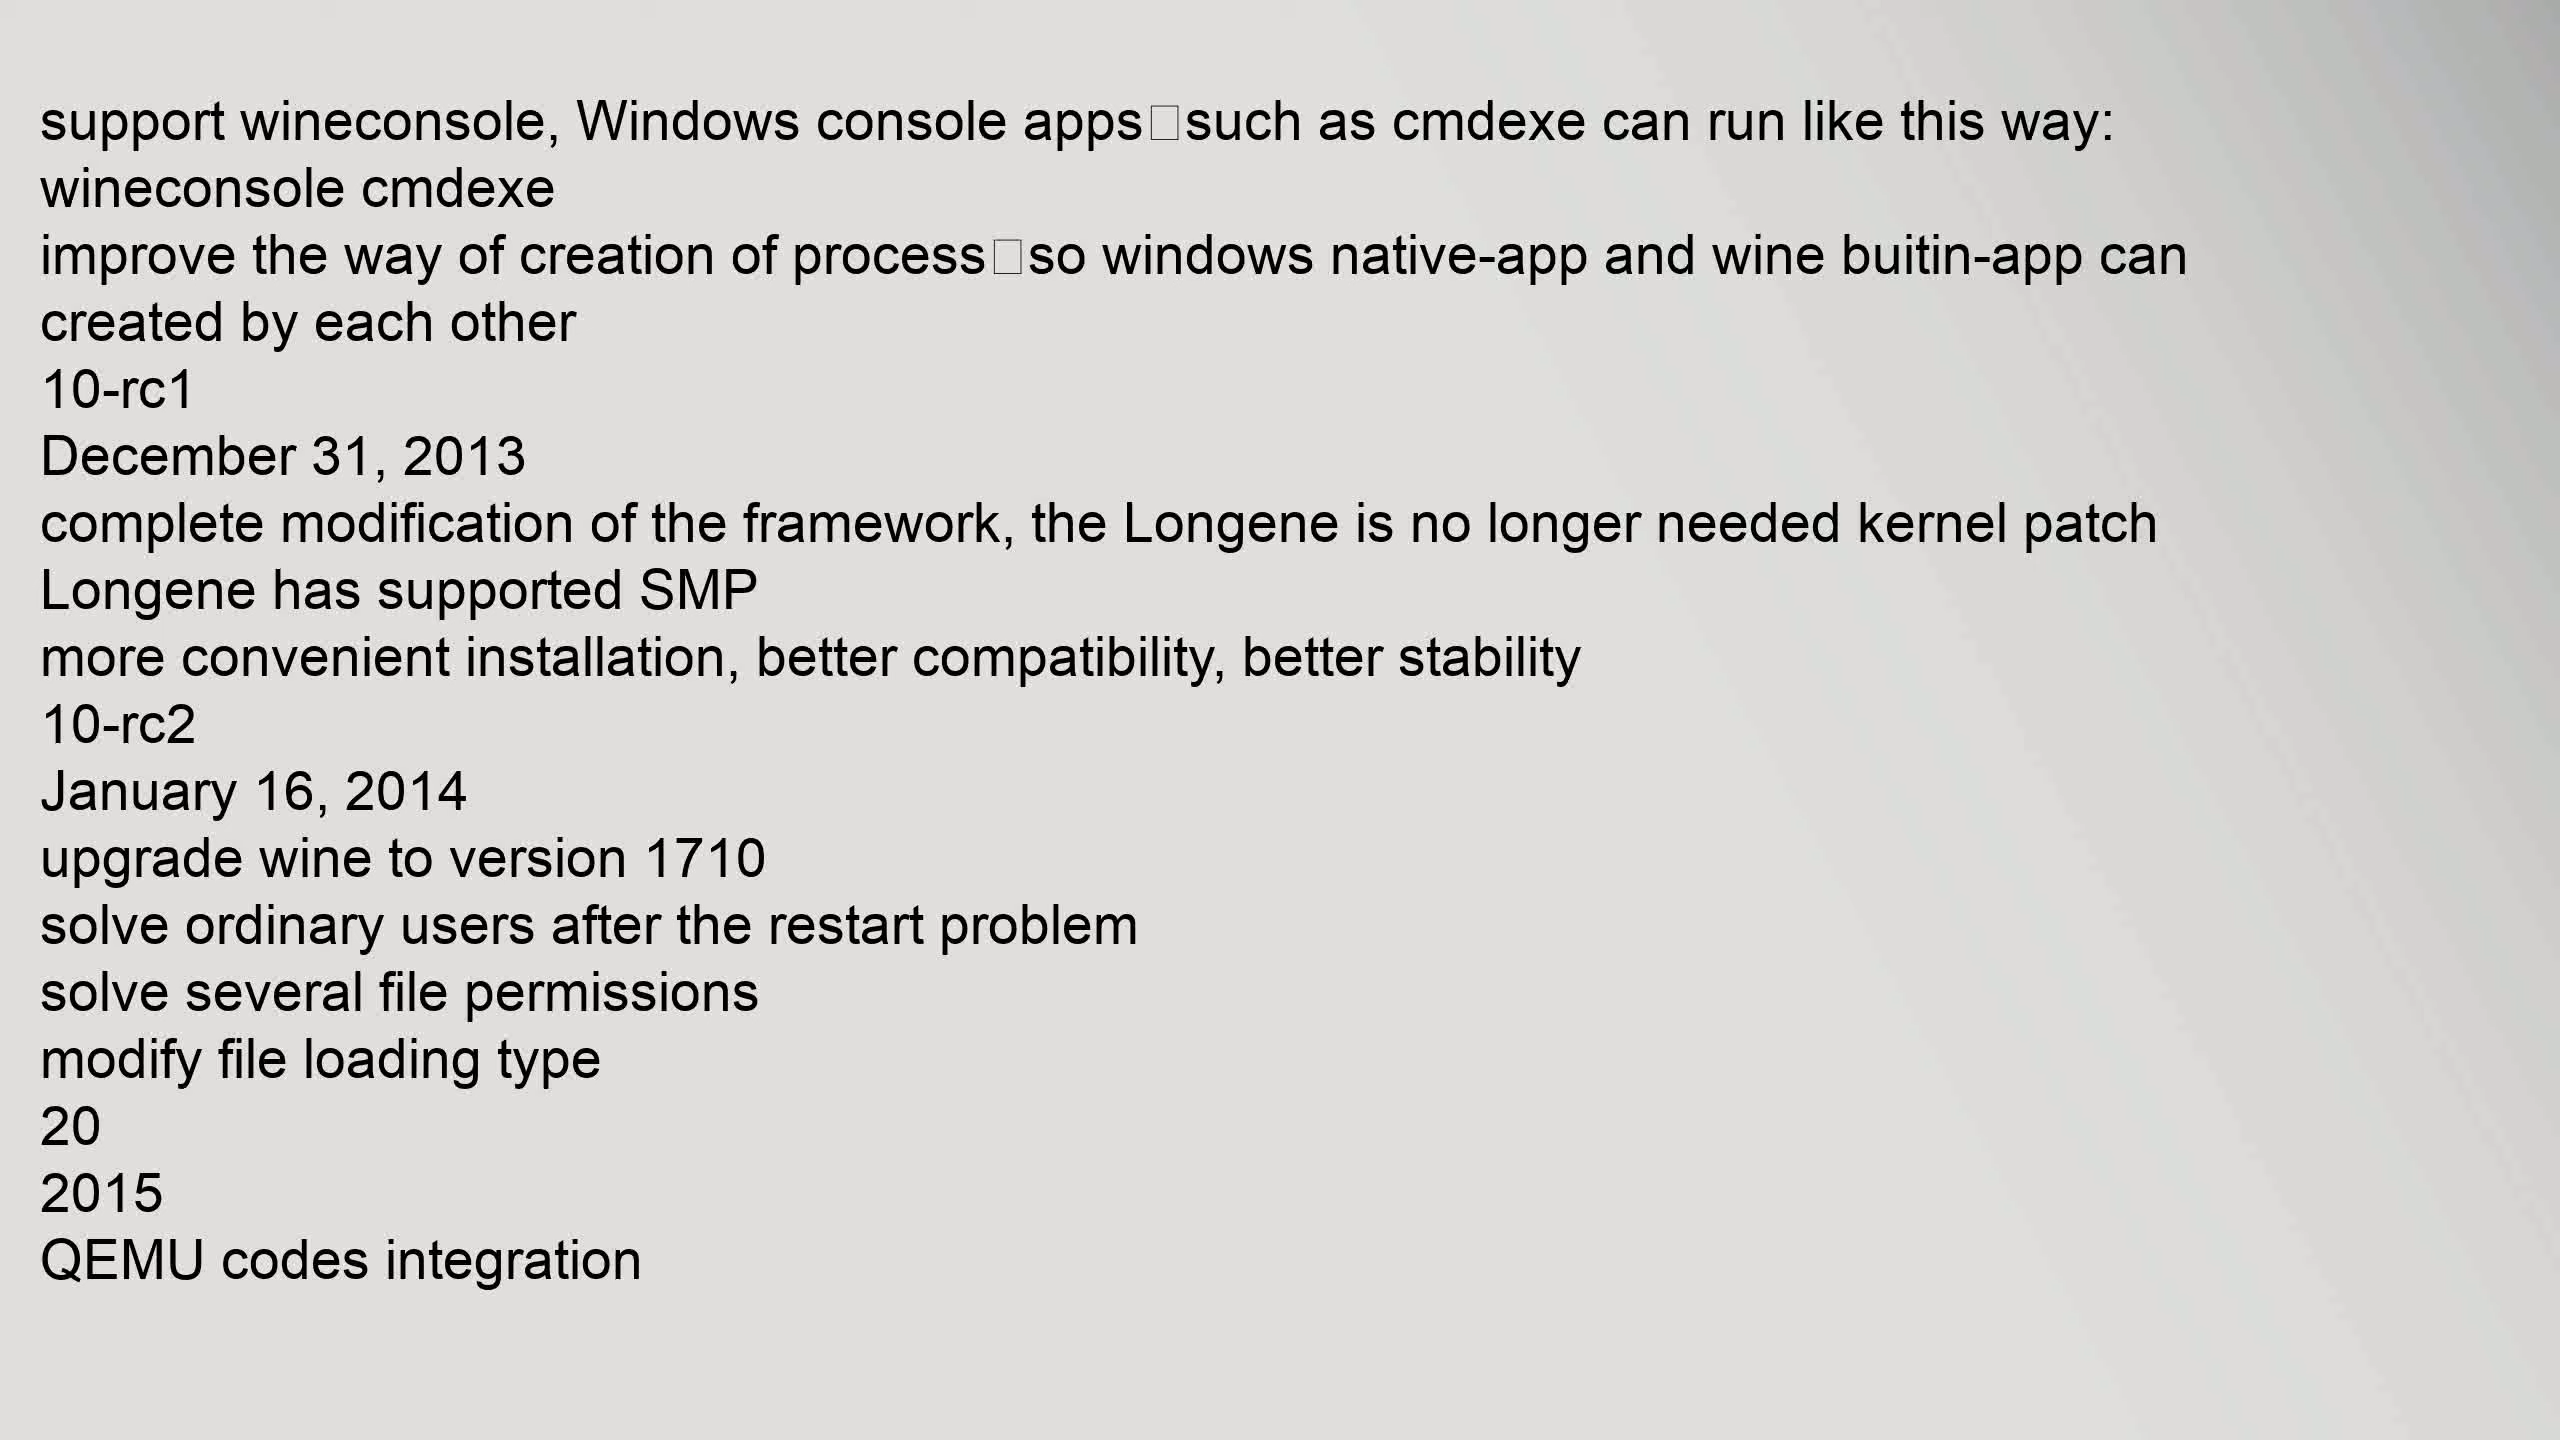 support wineconsole, Windows console apps□such as cmdexe can run like this way:
wineconsole cmdexe
improve the way of creation of process□so windows native-app and wine buitin-app can
created by each other
10-rc1
December 31, 2013
complete modification of the framework, the Longene is no longer needed kernel patch
Longene has supported SMP
more convenient installation, better compatibility, better stability
10-rc2
January 16, 2014
upgrade wine to version 1710
solve ordinary users after the restart problem
solve several file permissions
modify file loading type
20
2015
QEMU codes integration